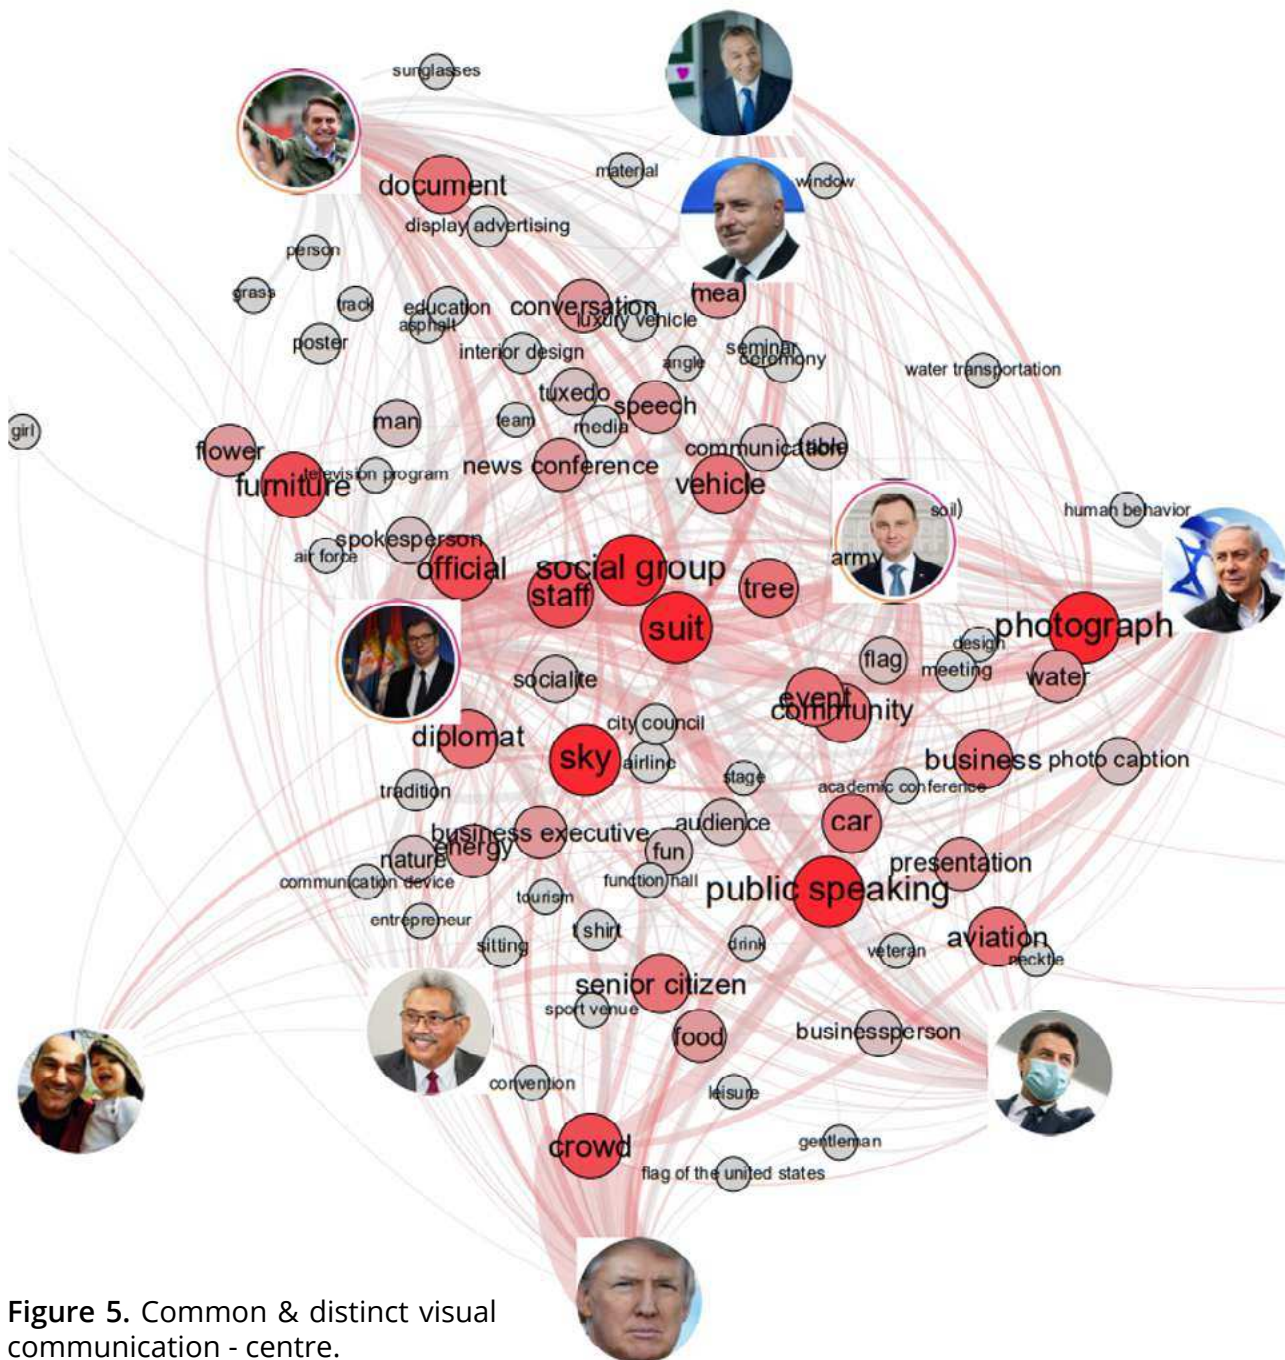 sunglasses
material
window
document
display advertising
person
grass
track
education
asphalt
conversation
luxury vehicle
meal
poster
interior design
angle
seminar
ceremony
water transportation
tuxedo
speech
man
team
media
girl
flower
communication
table
television program
news conference
furniture
vehicle
soil)
human behavior
spokesperson
air force
official
social group
army
staff
tree
suit
photograph
design
flag
meeting
water
socialite
event
community
city council
diplomat
sky
airline
business
photo caption
stage
academic conference
tradition
audience
car
business executive
energy
nature
fun
presentation
communication device
function hall
public speaking
tourism
entrepreneur
t shirt
sitting
drink
veteran
aviation
necktie
senior citizen
sport venue
food
businessperson
convention
leisure
crowd
gentleman
flag of the united states
Figure 5. Common & distinct visual
communication - centre.